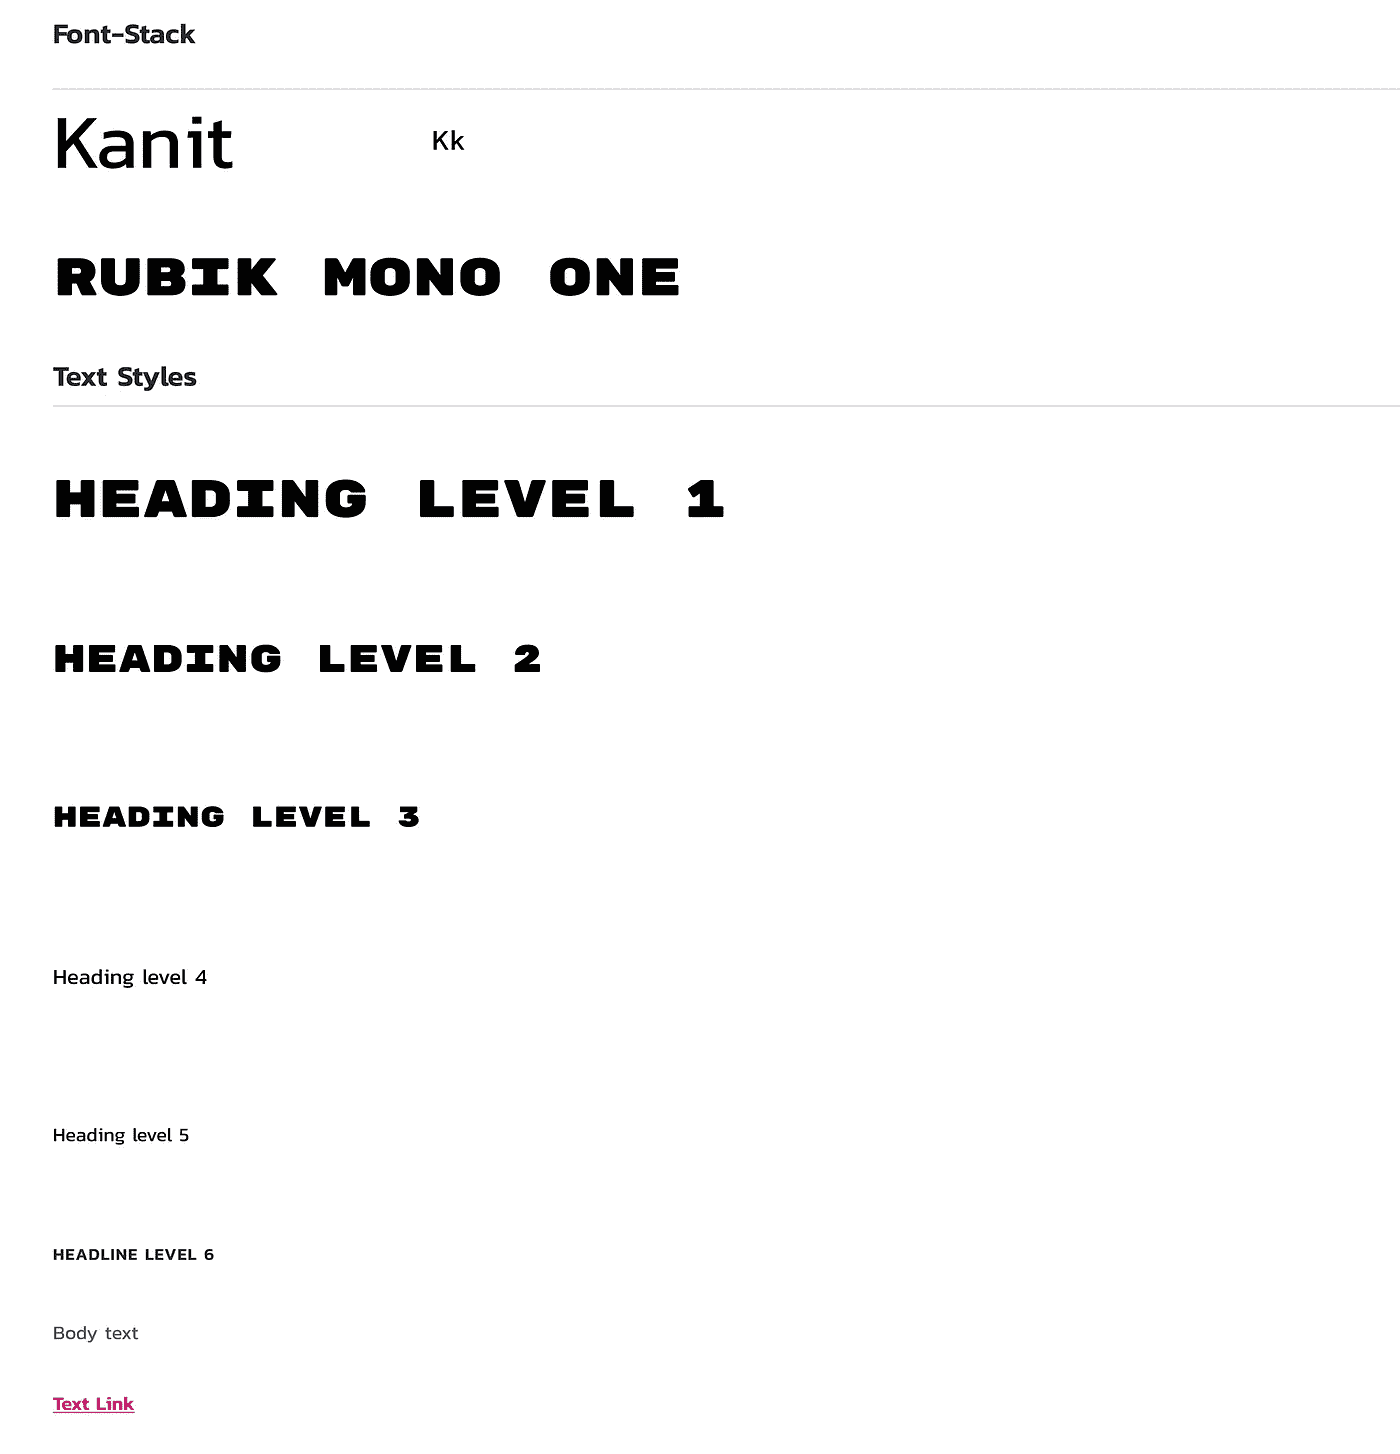 Font-Stack
Kanit Kk
RUBIK MONO ONE
Text Styles
HEADING LEVEL 1
HEADING LEVEL 2
HEADING LEVEL 3
Heading level 4
Heading level 5
HEADLINE LEVEL 6
Body text
Text Link